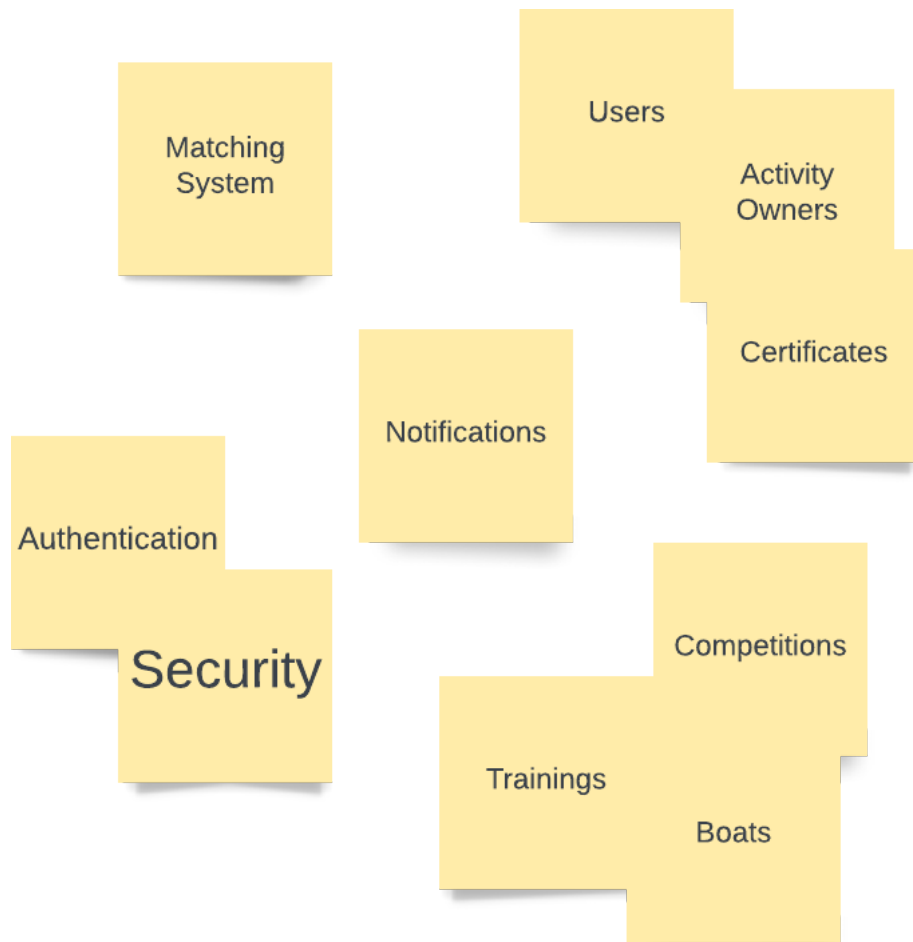 Users
Matching
System
Activity
Owners
Certificates
Notifications
Authentication
Security
Competitions
Trainings
Boats